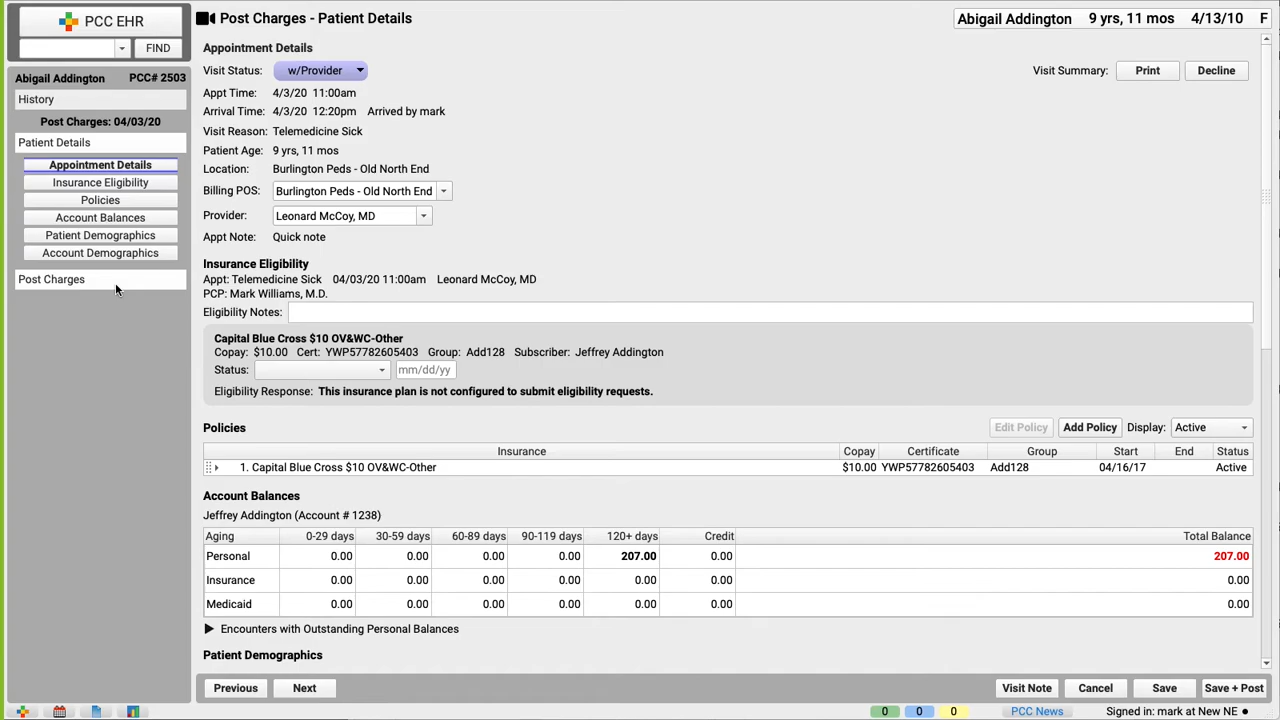 PCC EHR
FIND
Abigail Addington PCC# 2503
History
Post Charges: 04/03/20
Patient Details
Appointment Details
Insurance Eligibility
Policies
Account Balances
Patient Demographics
Account Demographics
Post Charges
Post Charges - Patient Details
Abigail Addington 9 yrs, 11 mos 4/13/10 F
Appointment Details
Visit Status: w/Provider Visit Summary: Print Decline
Appt Time: 4/3/20 11:00am
Arrival Time: 4/3/20 12:20pm Arrived by mark
Visit Reason: Telemedicine Sick
Patient Age: 9 yrs, 11 mos
Location: Burlington Peds - Old North End
Billing POS: Burlington Peds - Old North End
Provider: Leonard McCoy, MD
Appt Note: Quick note
Insurance Eligibility
Appt: Telemedicine Sick 04/03/20 11:00am Leonard McCoy, MD
PCP: Mark Williams, M.D.
Eligibility Notes:
Capital Blue Cross $10 OV&WC-Other
Copay: $10.00 Cert: YWP57782605403 Group: Add128 Subscriber: Jeffrey Addington
Status: mm/dd/yy
Eligibility Response: This insurance plan is not configured to submit eligibility requests.
Policies Edit Policy Add Policy Display: Active
Insurance Copay Certificate Group Start End Status
1. Capital Blue Cross $10 OV&WC-Other $10.00 YWP57782605403 Add128 04/16/17 Active
Account Balances
Jeffrey Addington (Account # 1238)
Aging 0-29 days 30-59 days 60-89 days 90-119 days 120+ days Credit Total Balance
Personal 0.00 0.00 0.00 0.00 207.00 0.00 207.00
Insurance 0.00 0.00 0.00 0.00 0.00 0.00 0.00
Medicaid 0.00 0.00 0.00 0.00 0.00 0.00 0.00
Encounters with Outstanding Personal Balances
Patient Demographics
Previous Next Visit Note Cancel Save Save + Post
0 0 0 PCC News Signed in: mark at New NE